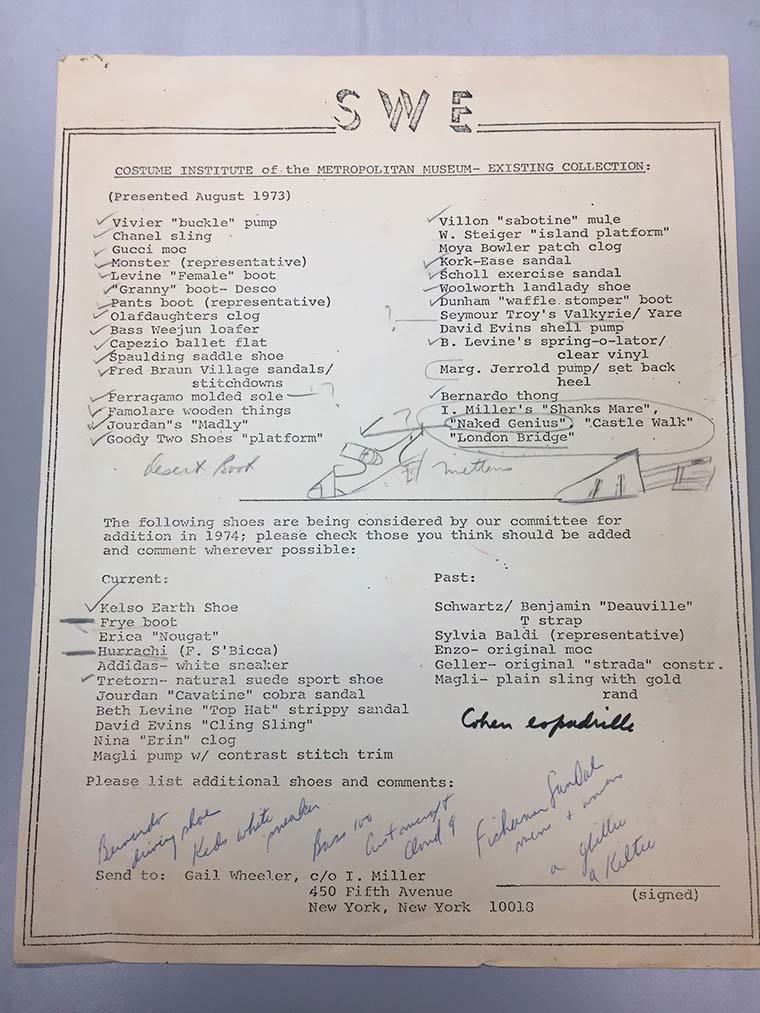 SWE
COSTUME INSTITUTE of the METROPOLITAN MUSEUM- EXISTING COLLECTION:
(Presented August 1973)
Vivier "buckle" pump
Chanel sling
Gucci moc
Monster (representative)
Levine "Female" boot
"Granny" boot- Desco
Pants boot (representative)
Olafdaughters clog
Bass Weejun loafer
Capezio ballet flat
Spaulding saddle shoe
Fred Braun Village sandals/
stitchdowns
Ferragamo molded sole ?
Famolare wooden things
Jourdan"s "Madly"
Goody Two Shoes "platform"
Desert Boot
Villon "sabotine" mule
W. Steiger "island platform"
Moya Bowler patch clog
Kork-Ease sandal
Scholl exercise sandal
Woolworth landlady shoe
Dunham "waffle stomper" boot
? Seymour Troy's Valkyrie/ Yare
David Evins shell pump
B. Levine's spring-o-lator/
clear vinyl
Marg. Jerrold pump/ set back
heel
Bernardo thong
I. Miller's "Shanks Mare",
? "Naked Genius", "Castle Walk"
"London Bridge"
mettens
The following shoes are being considered by our committee for
addition in 1974; please check those you think should be added
and comment wherever possible:
Current:
Kelso Earth Shoe
Frye boot
Erica "Nougat"
Hurrachi (F. S'Bicca)
Addidas- white sneaker
Tretorn- natural suede sport shoe
Jourdan "Cavatine" cobra sandal
Beth Levine "Top Hat" strippy sandal
David Evins "Cling Sling"
Nina "Erin" clog
Magli pump w/ contrast stitch trim
Past:
Schwartz/ Benjamin "Deauville"
T strap
Sylvia Baldi (representative)
Enzo- original moc
Geller- original "strada" constr.
Magli- plain sling with gold
rand
Cohen espadrille
Please list additional shoes and comments:
Bernardo
driving shoe
Keds white
sneaker
Bass 100
Cloud 9
Fisherman Sandal
mens + womens
a ghillie
a Kiltie
Send to: Gail Wheeler, c/o I. Miller
450 Fifth Avenue
New York, New York 10018
(signed)